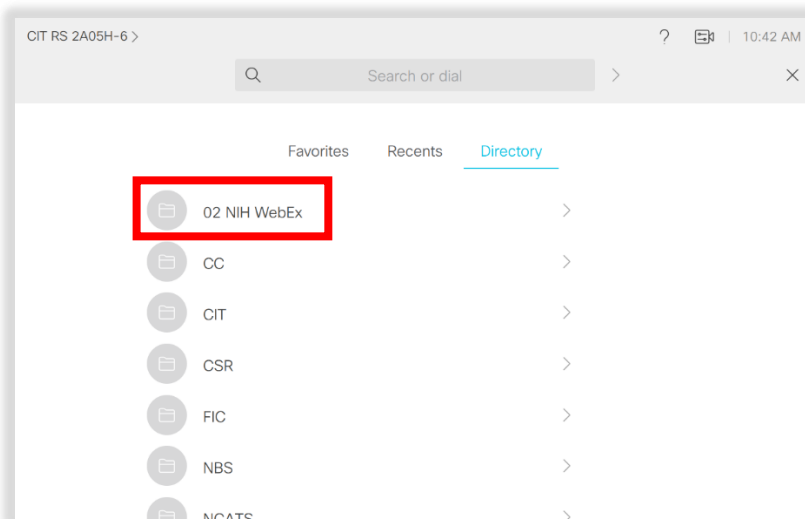 CIT RS 2A05H-6 > ? 10:42 AM
Search or dial
Favorites Recents Directory
02 NIH WebEx
CC
CIT
CSR
FIC
NBS
NCATS